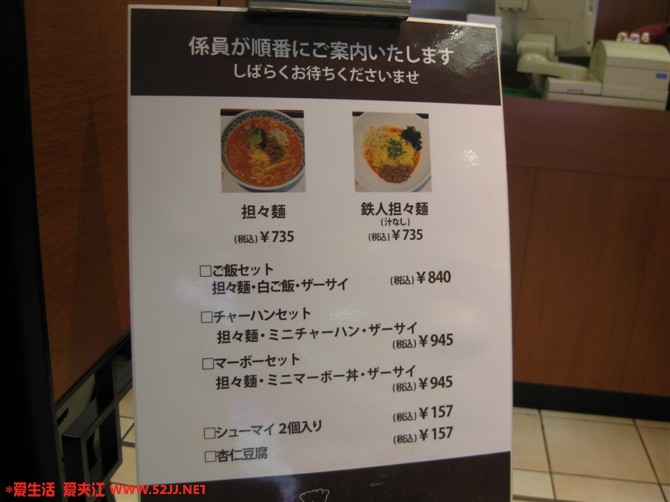 係員が順番にご案内いたします
しばらくお待ちくださいませ
担々麺
(税込)￥735
鉄人担々麺
(汁なし)
(税込)￥735
□ご飯セット
担々麺・白ご飯・ザーサイ (税込)￥840
□チャーハンセット
担々麺・ミニチャーハン・ザーサイ
(税込)￥945
□マーボーセット
担々麺・ミニマーボー丼・ザーサイ
(税込)￥945
(税込)￥157
□シューマイ 2個入り
(税込)￥157
□杏仁豆腐
*爱生活 爱夹江 WWW.52JJ.NET